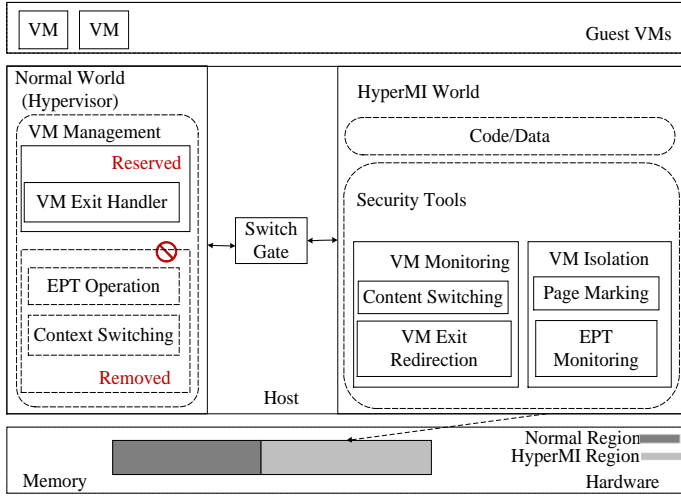 VM
VM
Guest VMs
Normal World
(Hypervisor)
VM Management
Reserved
VM Exit Handler
EPT Operation
Context Switching
Removed
Switch
Gate
Host
HyperMI World
Code/Data
Security Tools
VM Monitoring
Content Switching
VM Exit
Redirection
VM Isolation
Page Marking
EPT
Monitoring
Normal Region
HyperMI Region
Memory
Hardware